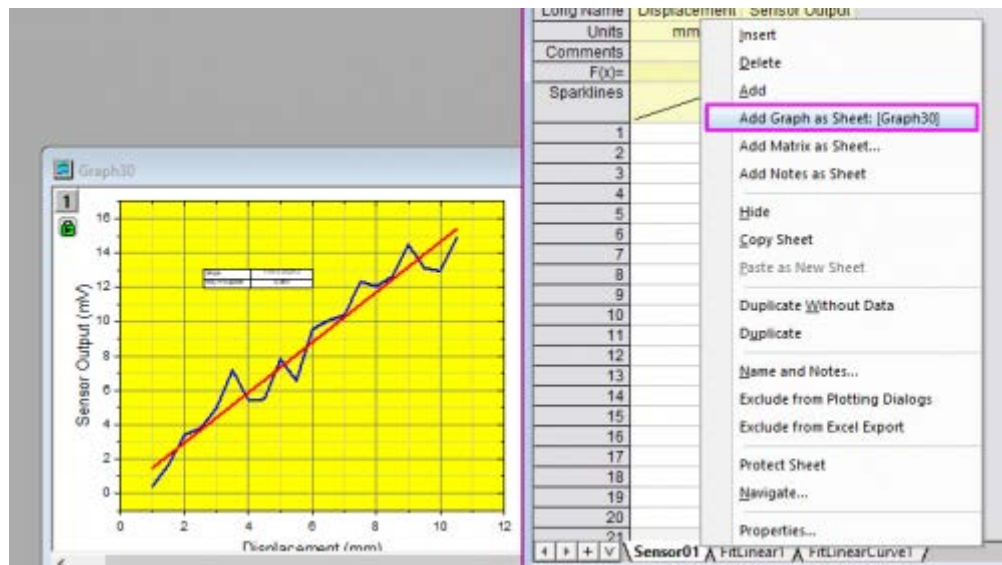 Graph30
1
16
14
12
10
8
6
4
2
0
Sensor Output (mV)
0 2 4 6 8 10 12
Displacement (mm)
Long Name Displacement Sensor Output
Units mm
Comments
F(x)=
Sparklines
1
2
3
4
5
6
7
8
9
10
11
12
13
14
15
16
17
18
19
20
21
Insert
Delete
Add
Add Graph as Sheet: [Graph30]
Add Matrix as Sheet...
Add Notes as Sheet
Hide
Copy Sheet
Paste as New Sheet
Duplicate Without Data
Duplicate
Name and Notes...
Exclude from Plotting Dialogs
Exclude from Excel Export
Protect Sheet
Navigate...
Properties...
Sensor01 FitLinear1 FitLinearCurve1